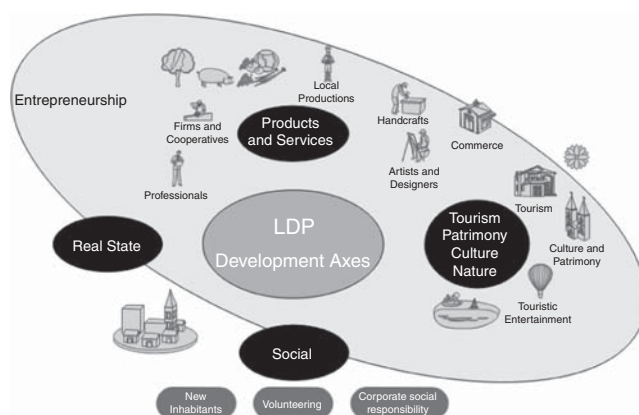 Entrepreneurship
Local
Productions
Firms and
Cooperatives
Products
and Services
Handcrafts
Commerce
Professionals
Artists and
Designers
Tourism
Real State
LDP
Development Axes
Tourism
Patrimony
Culture
Nature
Culture and
Patrimony
Touristic
Entertainment
Social
New
Inhabitants
Volunteering
Corporate social
responsibility